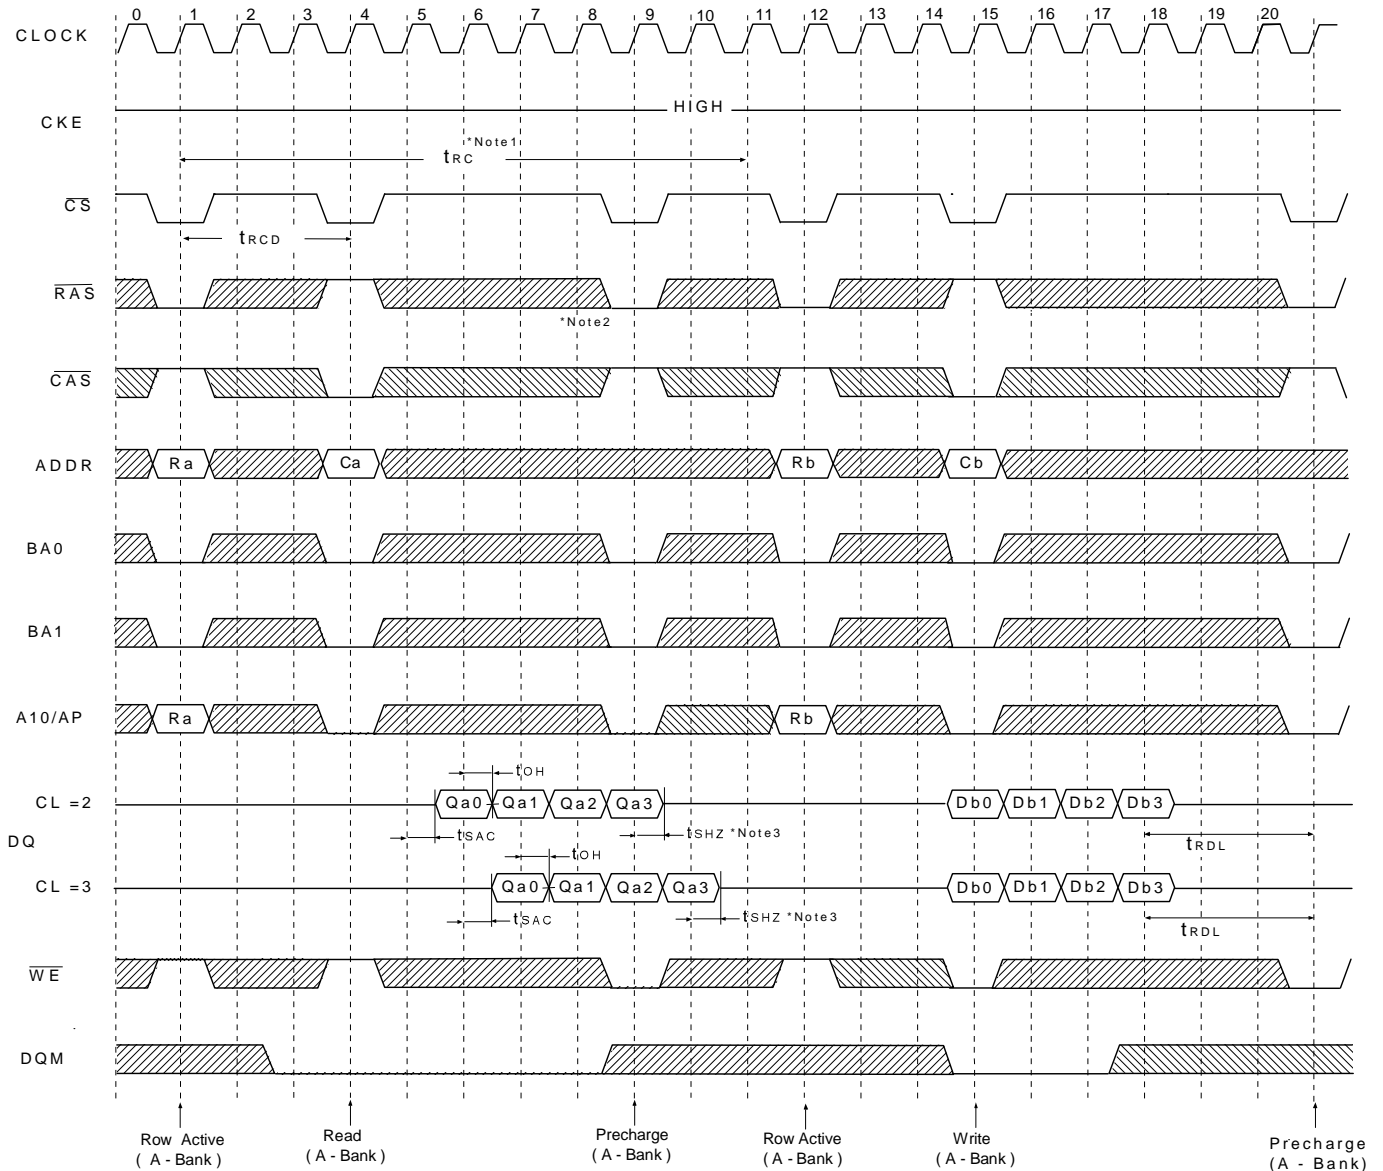 0 1 2 3 4 5 6 7 8 9 10 11 12 13 14 15 16 17 18 19 20
CLOCK
HIGH
CKE
*Note1
tRC
CS
tRCD
RAS
*Note2
CAS
ADDR Ra Ca Rb Cb
BA0
BA1
A10/AP Ra Rb
tOH
CL =2 Qa0 Qa1 Qa2 Qa3 Db0 Db1 Db2 Db3
tSAC tSHZ *Note3
DQ tRDL
tOH
CL =3 Qa0 Qa1 Qa2 Qa3 Db0 Db1 Db2 Db3
tSAC tSHZ *Note3
tRDL
WE
DQM
Row Active Read Precharge Row Active Write Precharge
( A - Bank ) ( A - Bank ) ( A - Bank ) ( A - Bank ) ( A - Bank ) (A - Bank)